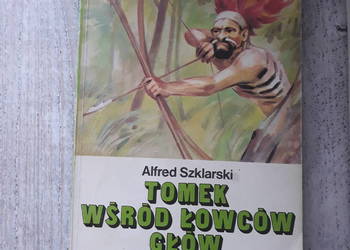 Alfred Szklarski
TOMEK
WŚRÓD ŁOWCÓW
GŁÓW